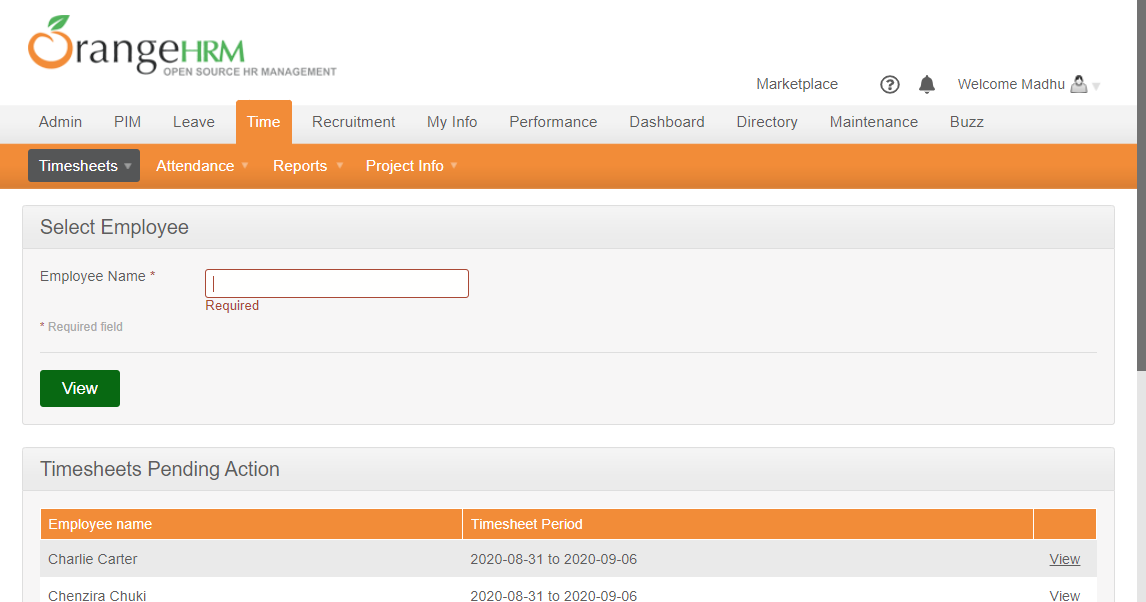 OrangeHRM
OPEN SOURCE HR MANAGEMENT
Marketplace ? Welcome Madhu
Admin PIM Leave Time Recruitment My Info Performance Dashboard Directory Maintenance Buzz
Timesheets Attendance Reports Project Info
Select Employee
Employee Name *
Required
* Required field
View
Timesheets Pending Action
Employee name Timesheet Period
Charlie Carter 2020-08-31 to 2020-09-06 View
Chenzira Chuki 2020-08-31 to 2020-09-06 View